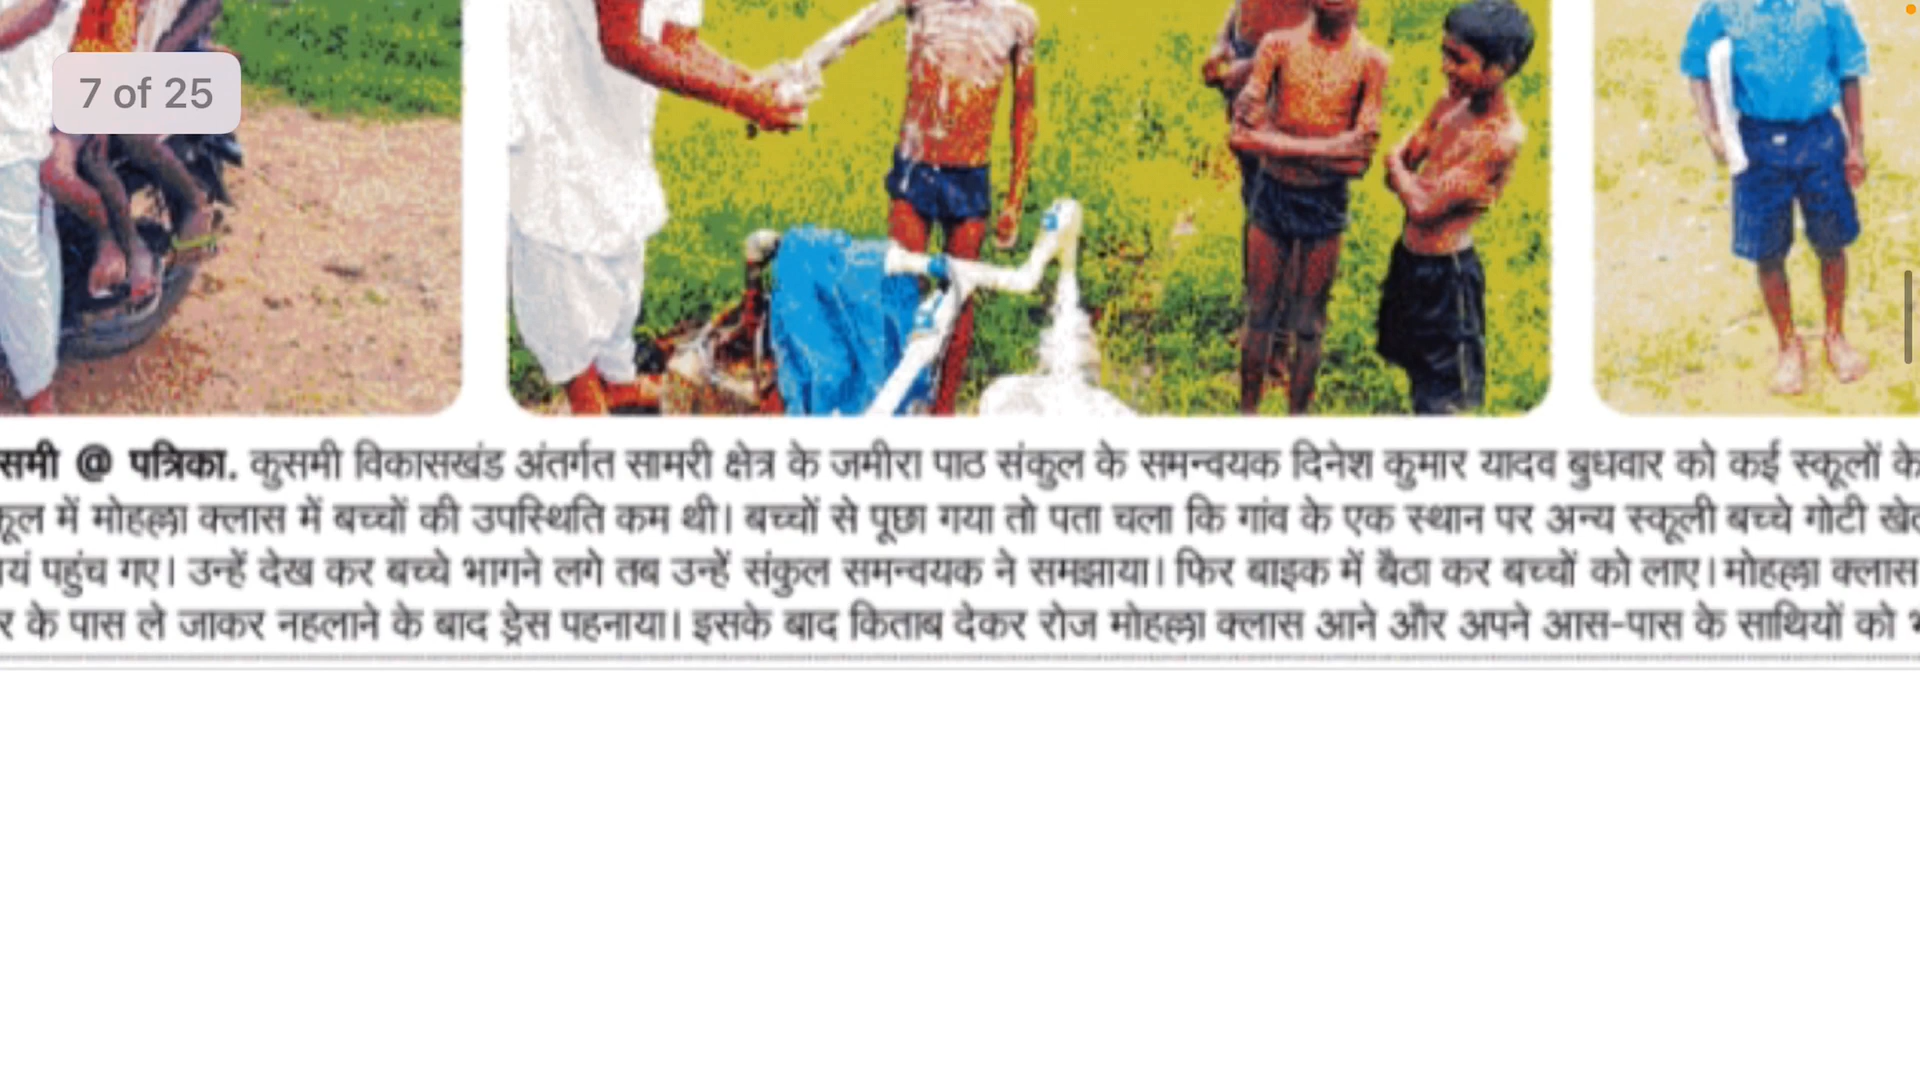 7 of 25
समी @ पत्रिका. कुसमी विकासखंड अंतर्गत सामरी क्षेत्र के जमीरा पाठ संकुल के समन्वयक दिनेश कुमार यादव बुधवार को कई स्कूलों के
कूल में मोहल्ला क्लास में बच्चों की उपस्थिति कम थी। बच्चों से पूछा गया तो पता चला कि गांव के एक स्थान पर अन्य स्कूली बच्चे गोटी
यं पहुंच गए। उन्हें देख कर बच्चे भागने लगे तब उन्हें संकुल समन्वयक ने समझाया। फिर बाइक में बैठा कर बच्चों को लाए। मोहल्ला क्लास
र के पास ले जाकर नहलाने के बाद ड्रेस पहनाया। इसके बाद किताब देकर रोज मोहल्ला क्लास आने और अपने आस-पास के साथियों को